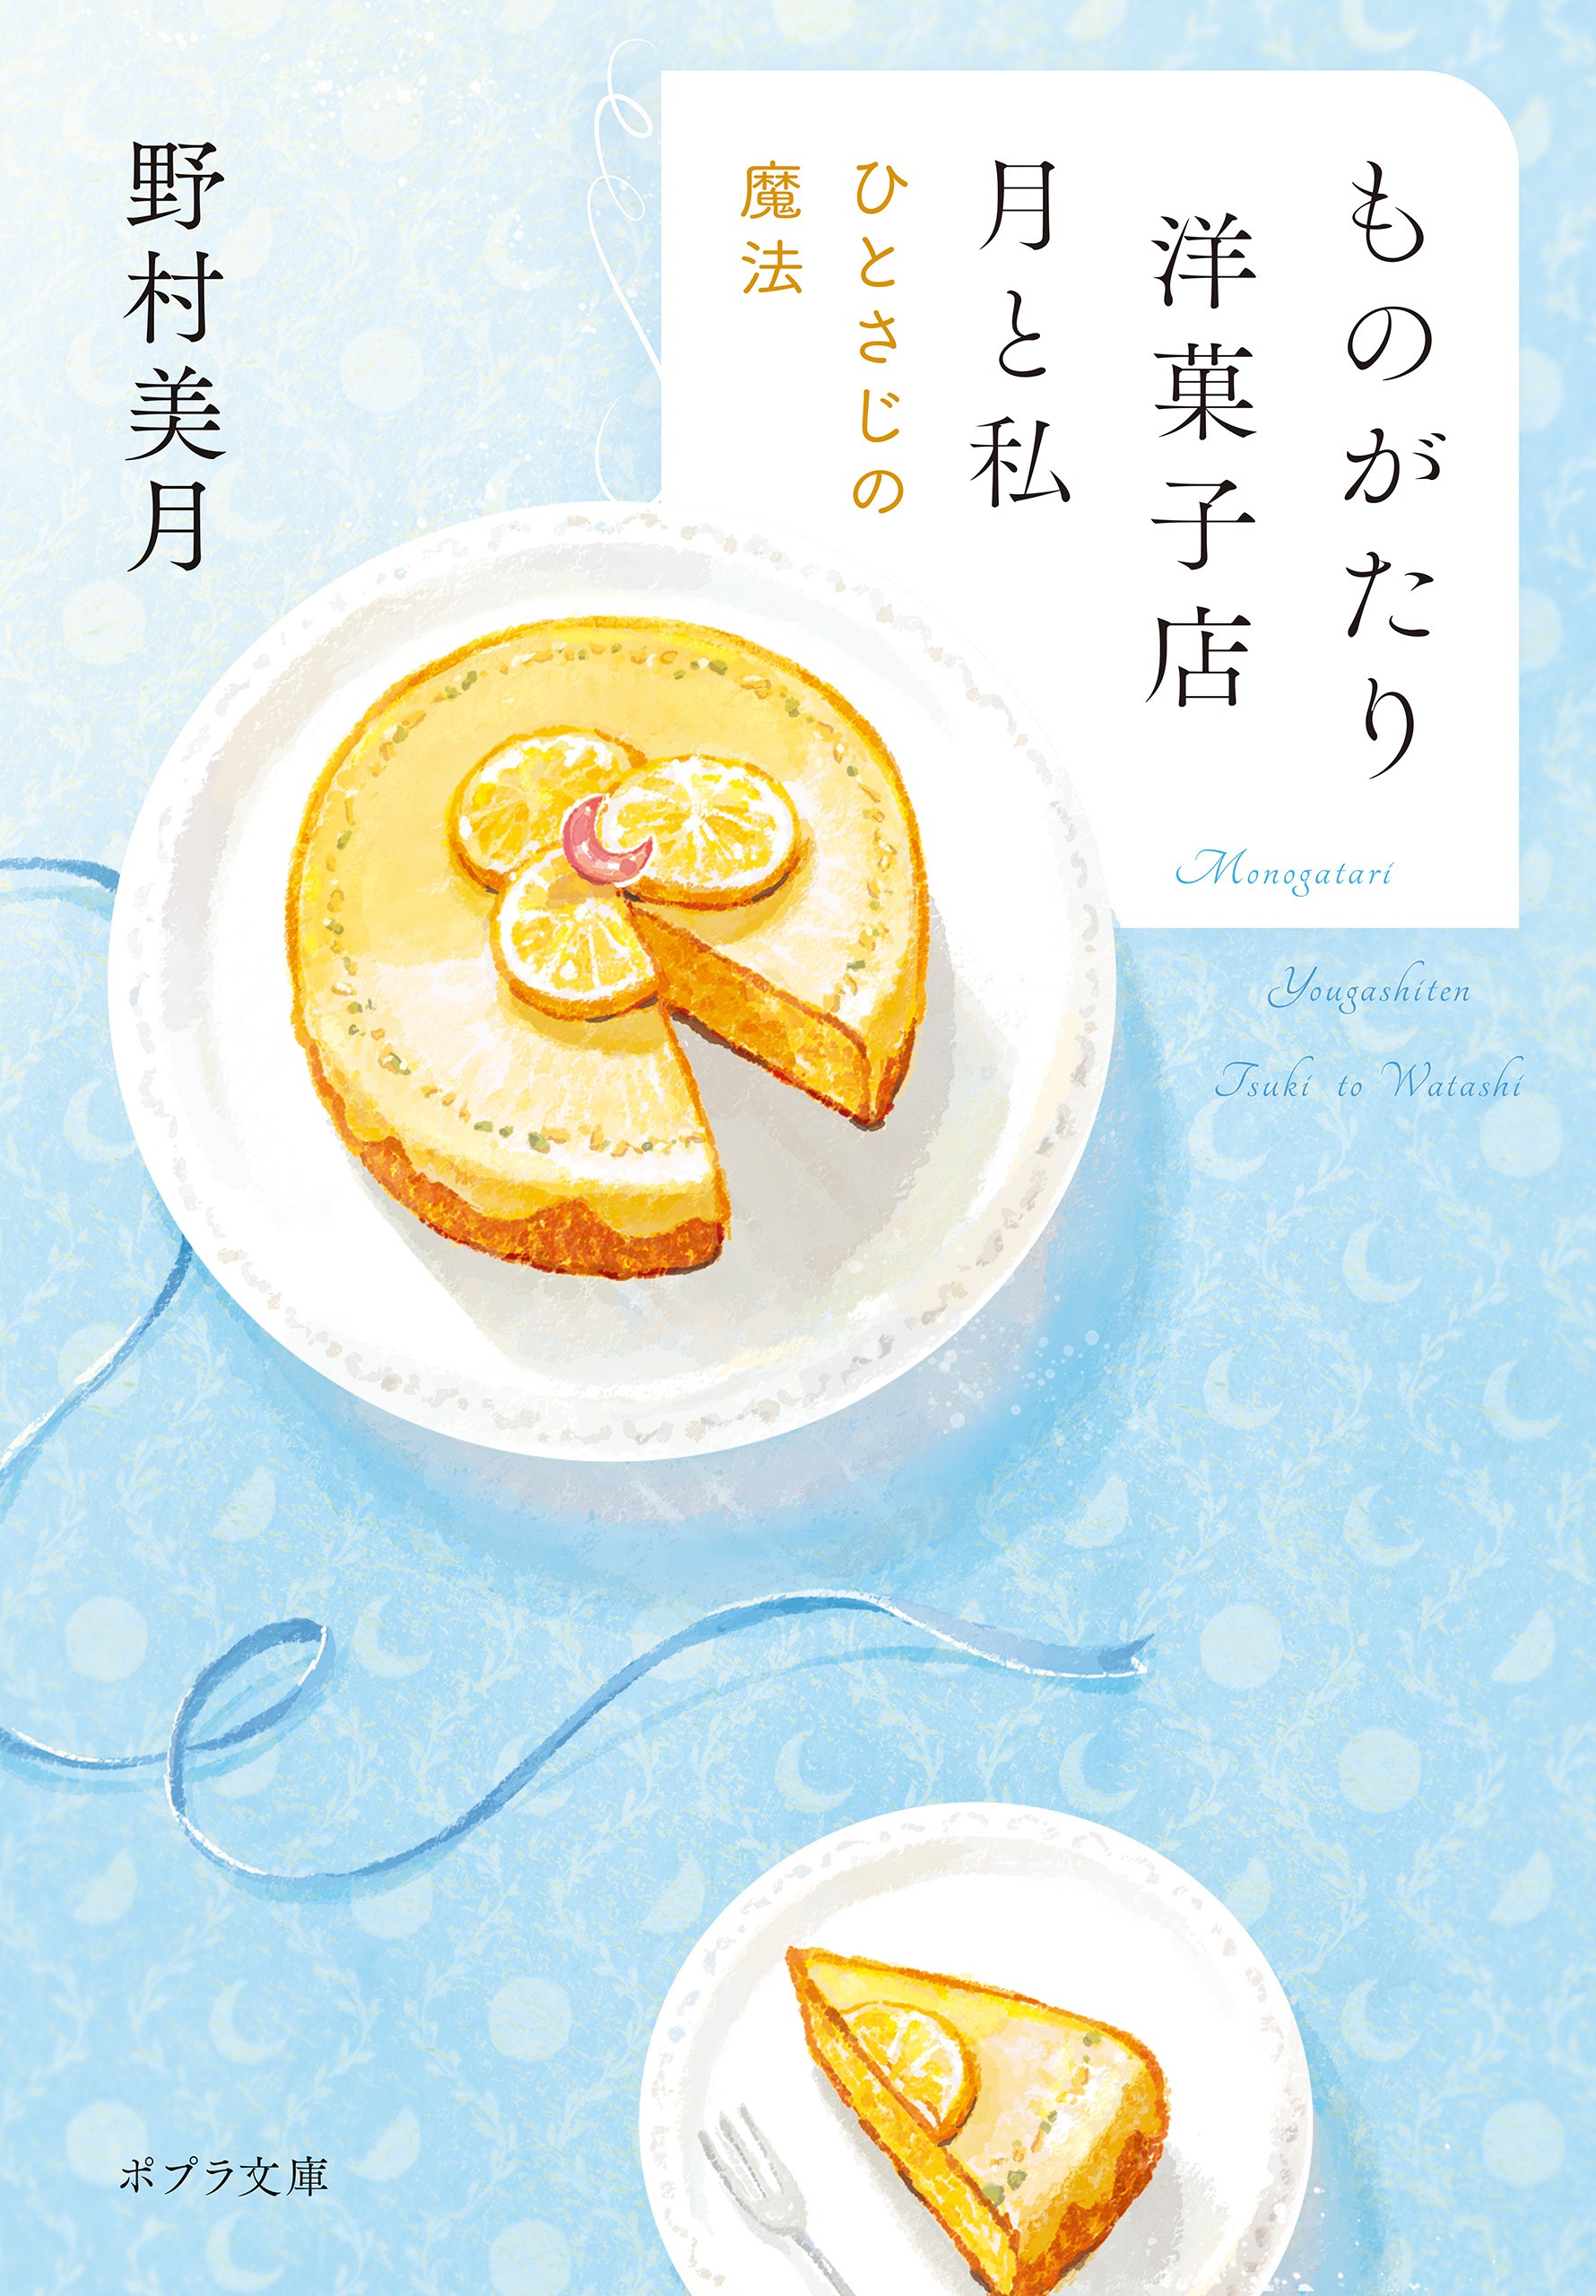 ものがたり
洋菓子店
月と私
ひとさじの
魔法
野村美月
Monogatari
Yougashiten
Tsuki to Watashi
ポプラ文庫